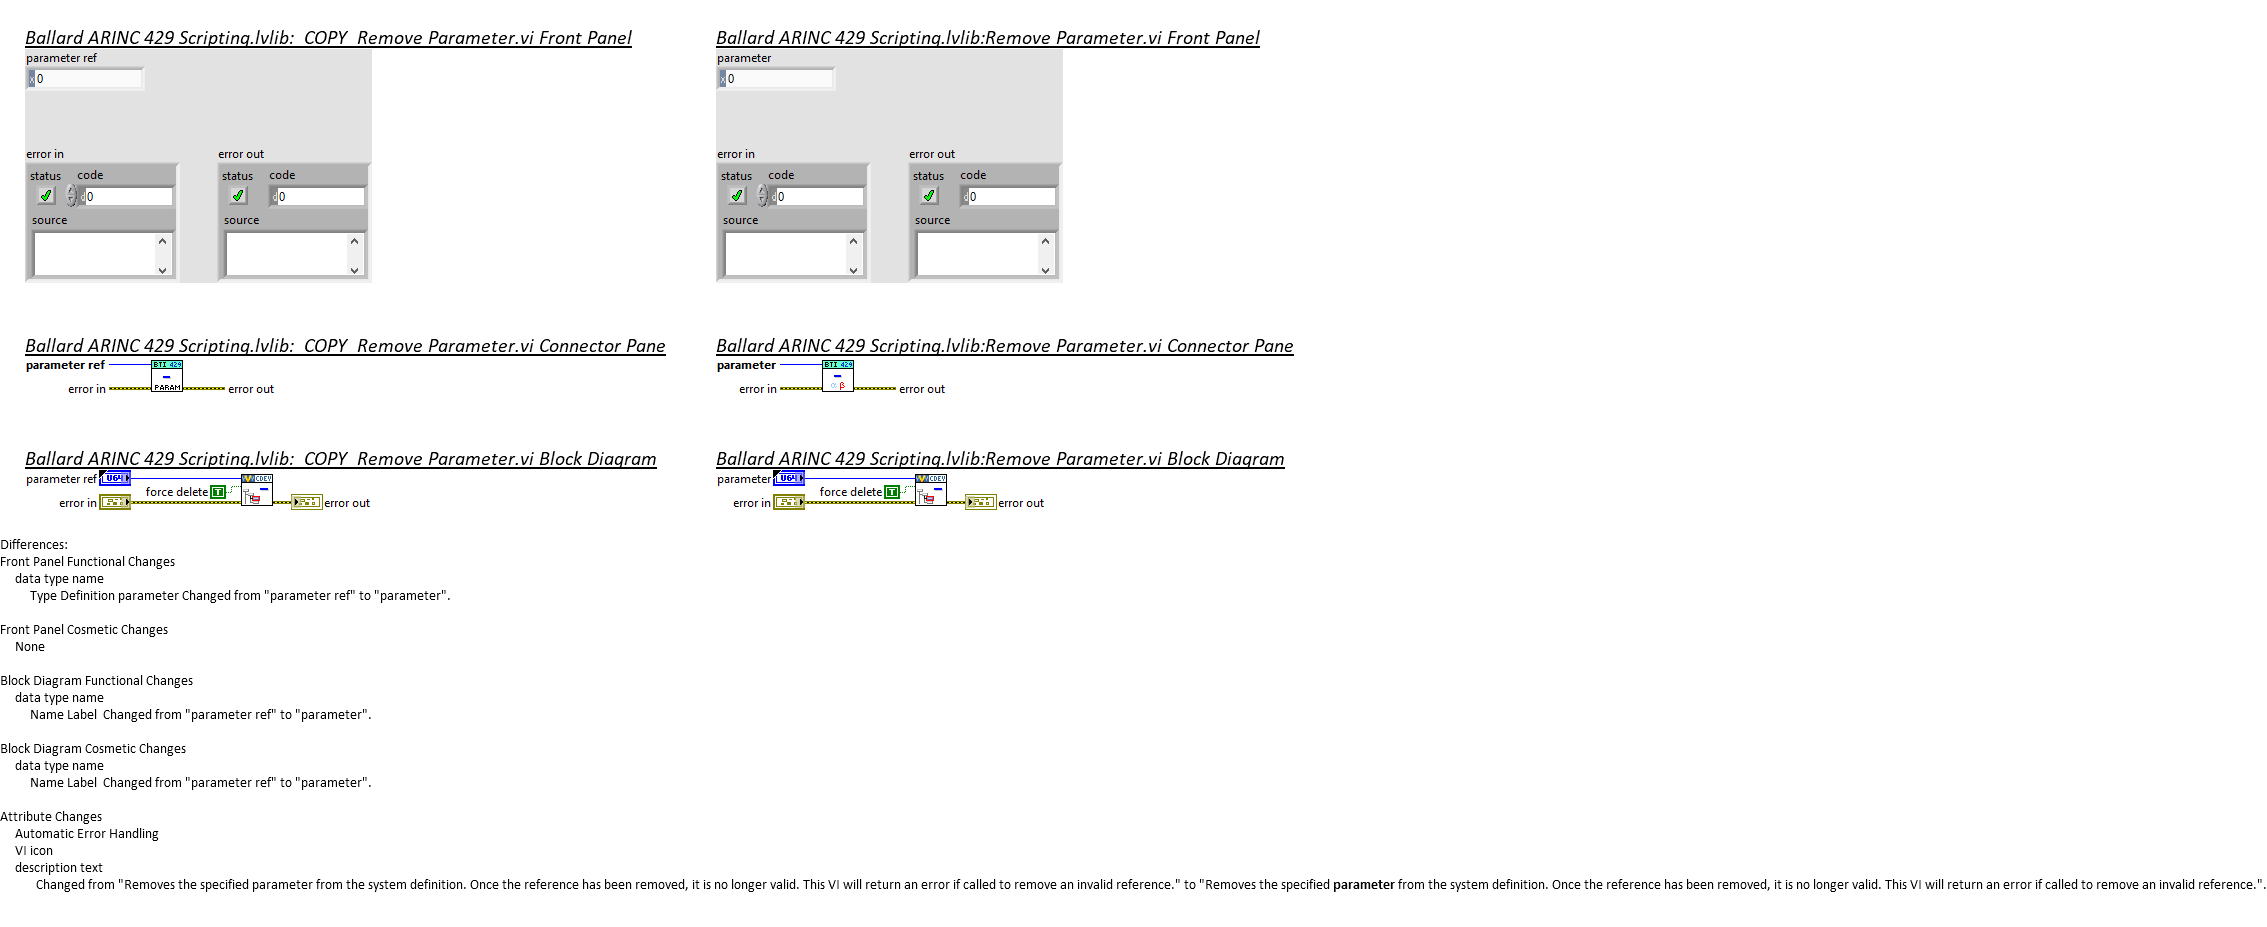 Ballard ARINC 429 Scripting.lvlib:  COPY  Remove Parameter.vi Front Panel
parameter ref
x 0
error in
error out
status
code
status
code
d 0
d 0
source
source
Ballard ARINC 429 Scripting.lvlib:Remove Parameter.vi Front Panel
parameter
x 0
error in
error out
status
code
status
code
d 0
d 0
source
source
Ballard ARINC 429 Scripting.lvlib:  COPY  Remove Parameter.vi Connector Pane
parameter ref
BTI 429
PARAM
error in
error out
Ballard ARINC 429 Scripting.lvlib:Remove Parameter.vi Connector Pane
parameter
BTI 429
α β
error in
error out
Ballard ARINC 429 Scripting.lvlib:  COPY  Remove Parameter.vi Block Diagram
parameter ref
U64
CDEV
force delete
T
error in
error out
Ballard ARINC 429 Scripting.lvlib:Remove Parameter.vi Block Diagram
parameter
U64
CDEV
force delete
T
error in
error out
Differences:
Front Panel Functional Changes
data type name
Type Definition parameter Changed from "parameter ref" to "parameter".
Front Panel Cosmetic Changes
None
Block Diagram Functional Changes
data type name
Name Label  Changed from "parameter ref" to "parameter".
Block Diagram Cosmetic Changes
data type name
Name Label  Changed from "parameter ref" to "parameter".
Attribute Changes
Automatic Error Handling
VI icon
description text
Changed from "Removes the specified parameter from the system definition. Once the reference has been removed, it is no longer valid. This VI will return an error if called to remove an invalid reference." to "Removes the specified parameter from the system definition. Once the reference has been removed, it is no longer valid. This VI will return an error if called to remove an invalid reference.".